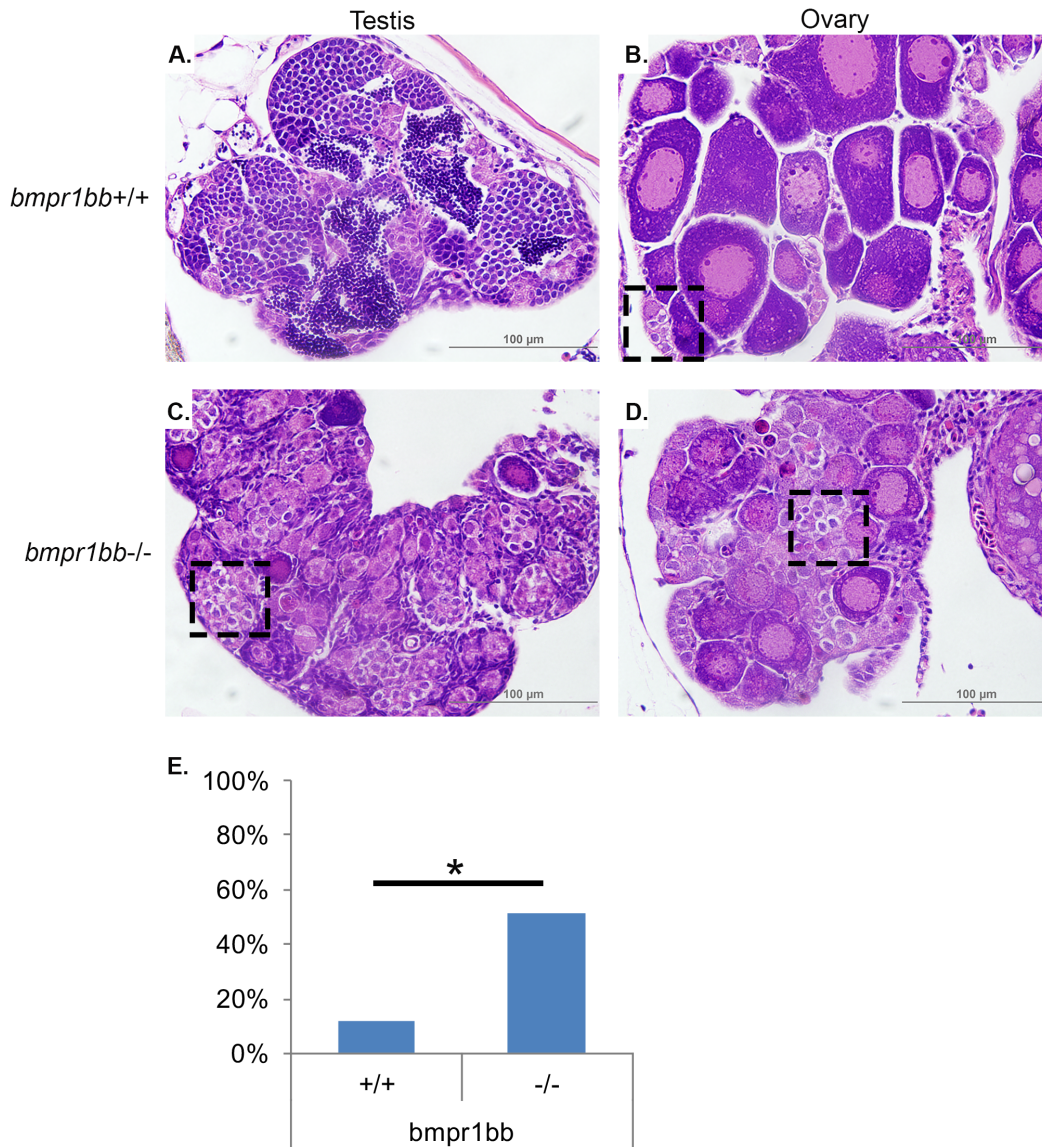 Testis Ovary
A. B.
bmpr1bb+/+
100 µm
C. D.
bmpr1bb-/-
100 µm 100 µm
E.
100%
80%
*
60%
40%
20%
0%
+/+ -/-
bmpr1bb